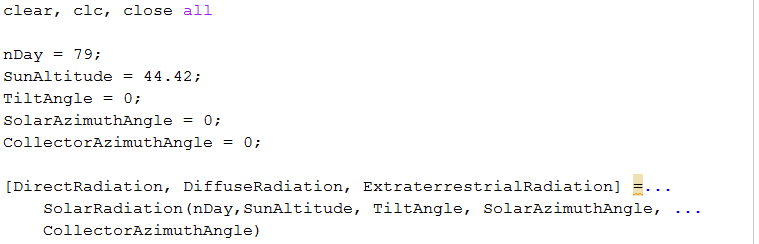 clear, clc, close all
nDay = 79;
SunAltitude = 44.42;
TiltAngle = 0;
SolarAzimuthAngle = 0;
CollectorAzimuthAngle = 0;
[DirectRadiation, DiffuseRadiation, ExtraterrestrialRadiation] =...
SolarRadiation(nDay,SunAltitude, TiltAngle, SolarAzimuthAngle, ...
CollectorAzimuthAngle)